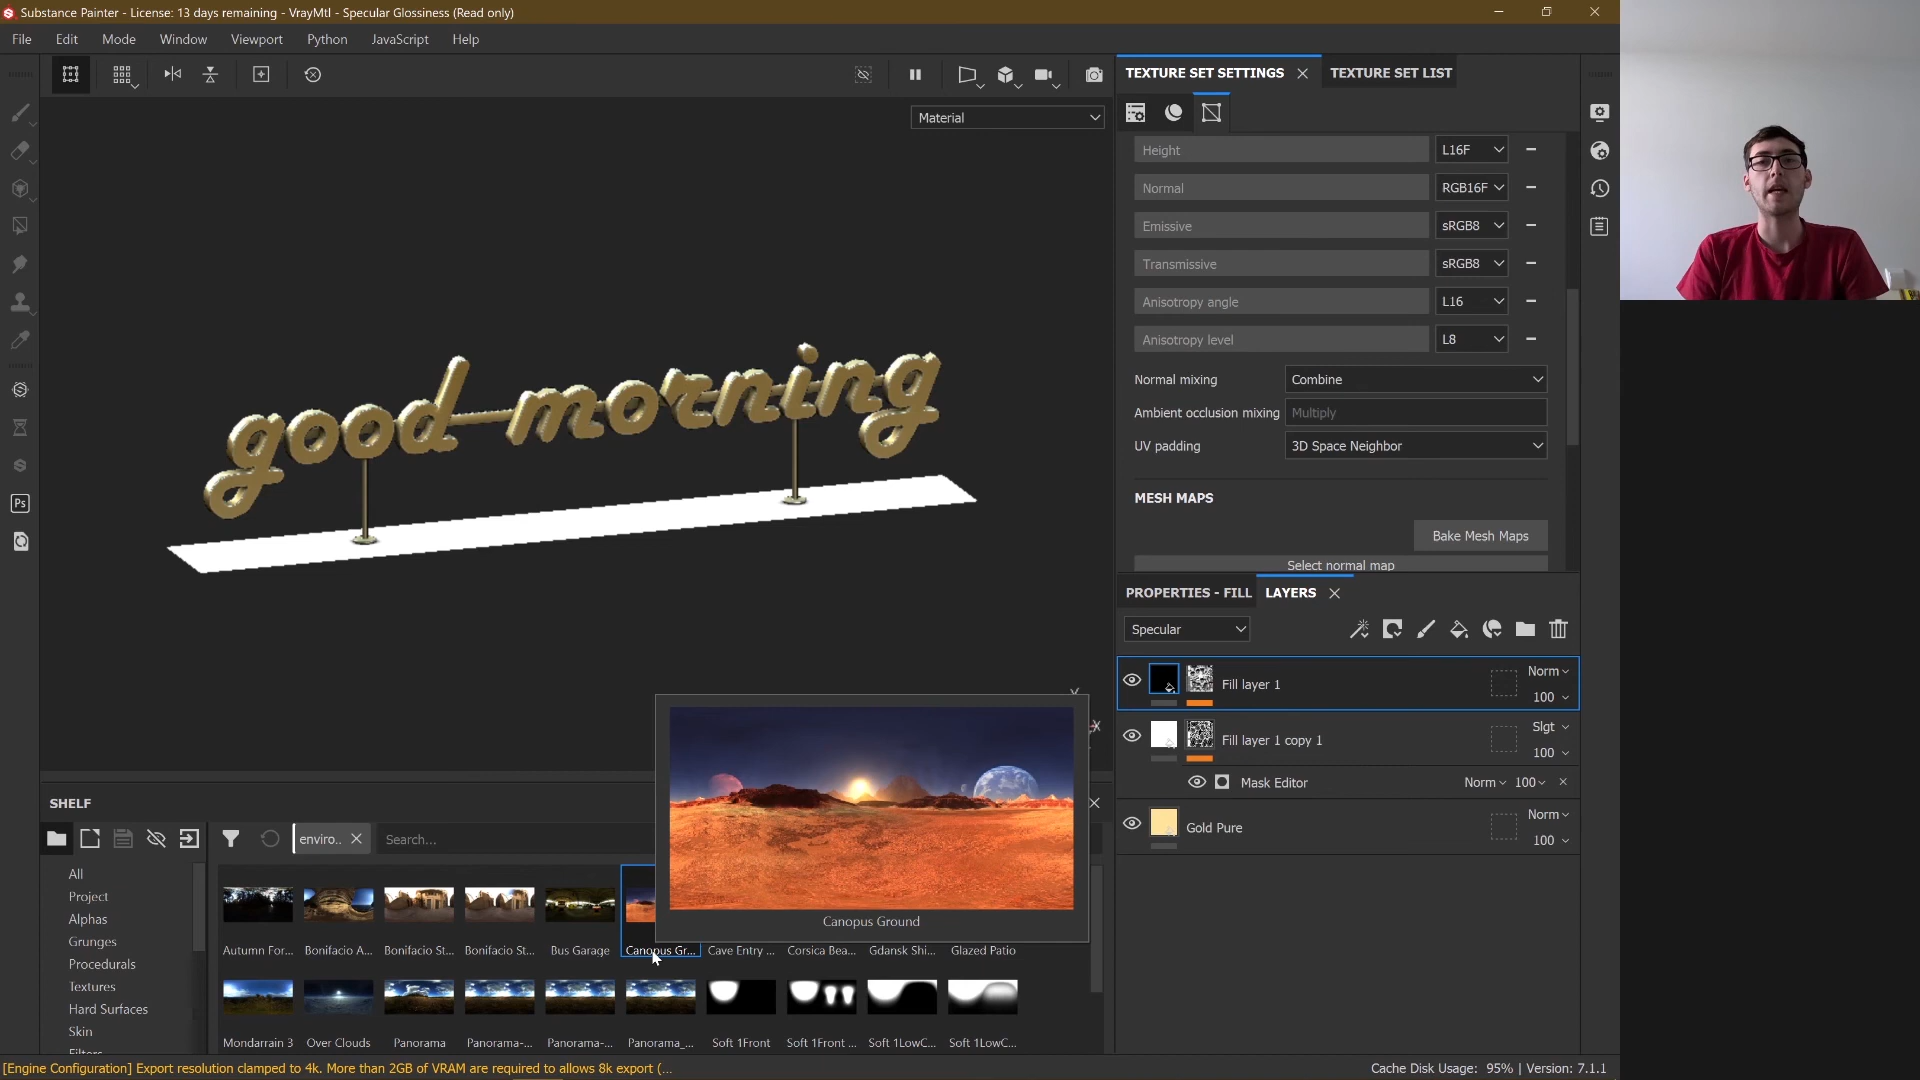 Substance Painter - License: 13 days remaining - VrayMtl - Specular Glossiness (Read only)
File Edit Mode Window Viewport Python JavaScript Help
Material
good morning
TEXTURE SET SETTINGS
TEXTURE SET LIST
Height L16F
Normal RGB16F
Emissive sRGB8
Transmissive sRGB8
Anisotropy angle L16
Anisotropy level L8
Normal mixing Combine
Ambient occlusion mixing Multiply
UV padding 3D Space Neighbor
MESH MAPS
Bake Mesh Maps
Select normal map
PROPERTIES - FILL
LAYERS
Specular
Fill layer 1
Norm
100
Fill layer 1 copy 1
Slgt
100
Mask Editor Norm 100
Gold Pure
Norm
100
Ps
Y
X
SHELF
enviro..
Search...
All
Project
Alphas
Grunges
Procedurals
Textures
Hard Surfaces
Skin
Filters
Canopus Ground
Autumn For... Bonifacio A... Bonifacio St... Bonifacio St... Bus Garage Canopus Gr... Cave Entry ... Corsica Bea... Gdansk Shi... Glazed Patio
Mondarrain 3 Over Clouds Panorama Panorama-... Panorama-... Panorama_... Soft 1Front Soft 1Front ... Soft 1LowC... Soft 1LowC...
[Engine Configuration] Export resolution clamped to 4k. More than 2GB of VRAM are required to allows 8k export (...
Cache Disk Usage: 95% | Version: 7.1.1